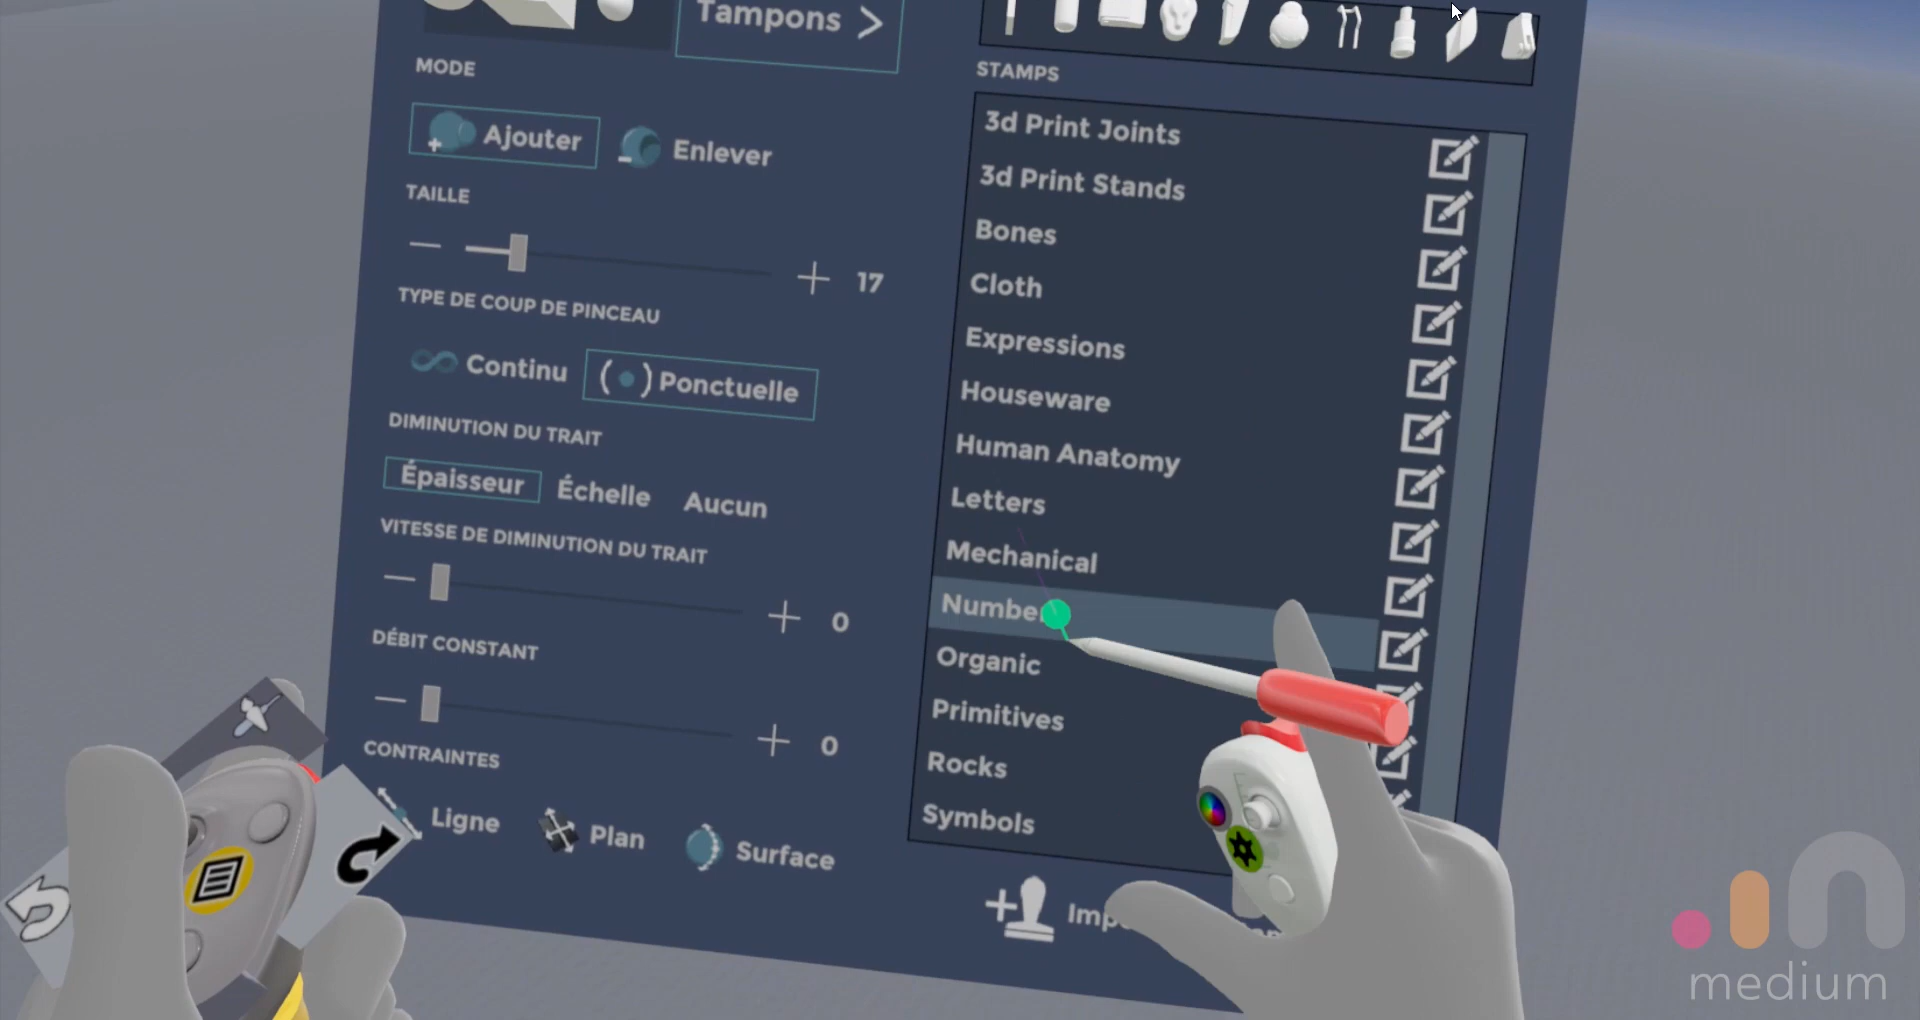 Tampons >
MODE
Ajouter
Enlever
TAILLE
17
TYPE DE COUP DE PINCEAU
Continu
Ponctuelle
DIMINUTION DU TRAIT
Épaisseur
Échelle
Aucun
VITESSE DE DIMINUTION DU TRAIT
0
DÉBIT CONSTANT
0
CONTRAINTES
Ligne
Plan
Surface
STAMPS
3d Print Joints
3d Print Stands
Bones
Cloth
Expressions
Houseware
Human Anatomy
Letters
Mechanical
Number
Organic
Primitives
Rocks
Symbols
medium